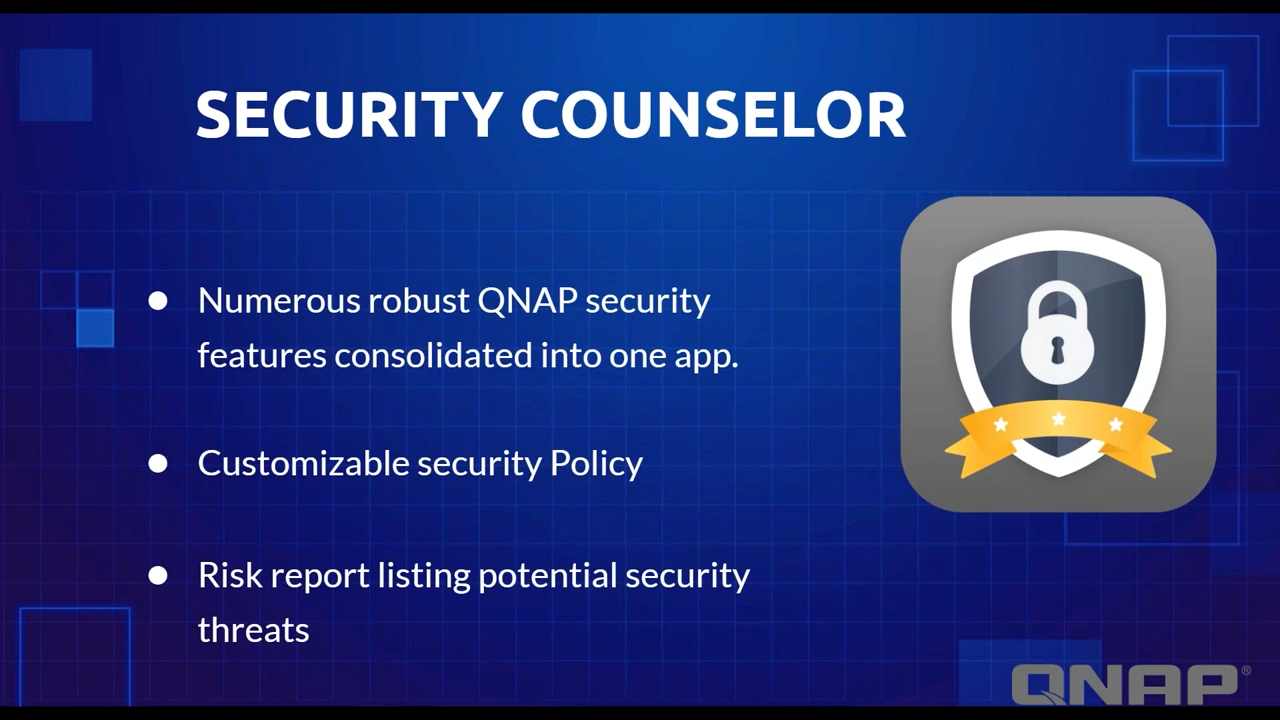 SECURITY COUNSELOR
● Numerous robust QNAP security
features consolidated into one app.
● Customizable security Policy
● Risk report listing potential security
threats
QNAP®